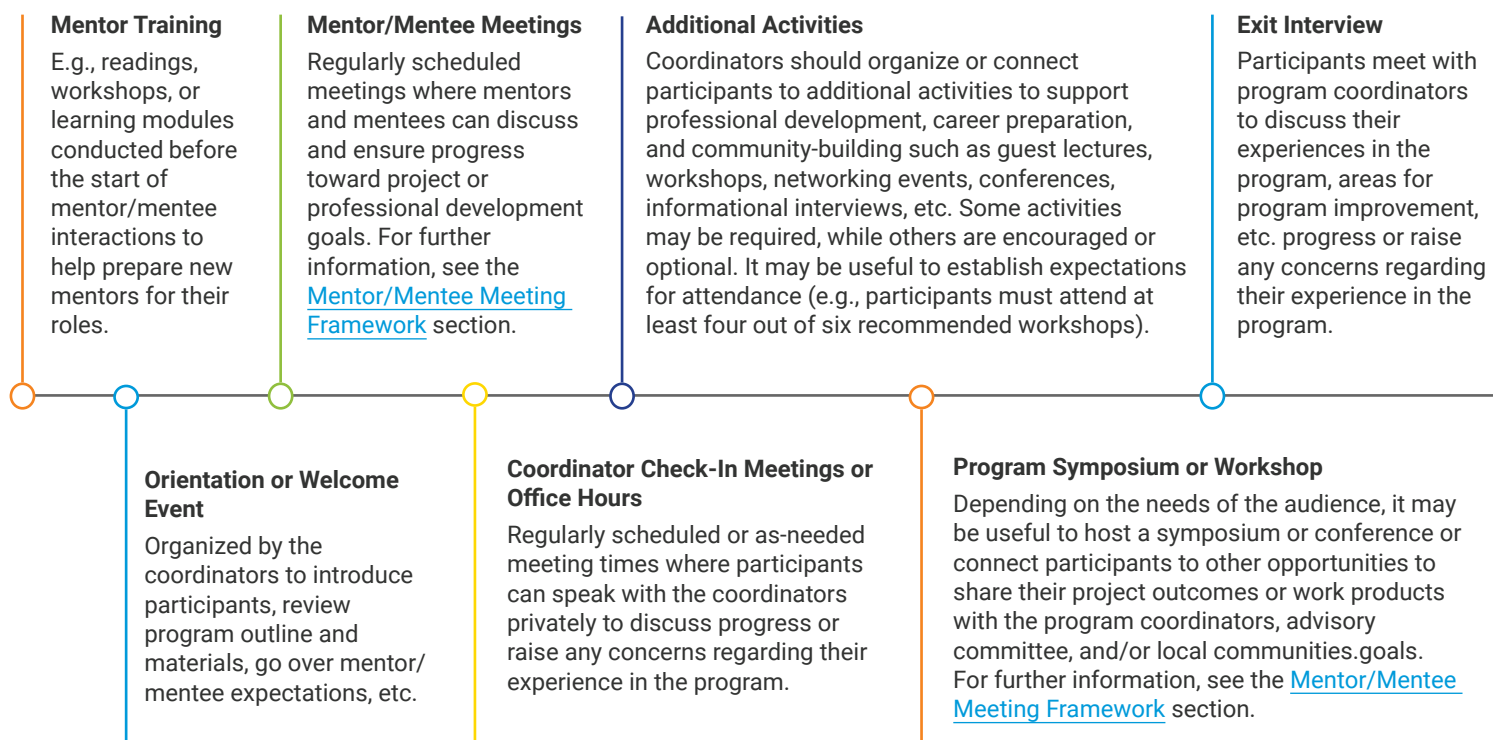 Mentor Training
E.g., readings,
workshops, or
learning modules
conducted before
the start of
mentor/mentee
interactions to
help prepare new
mentors for their
roles.
Mentor/Mentee Meetings
Regularly scheduled
meetings where mentors
and mentees can discuss
and ensure progress
toward project or
professional development
goals. For further
information, see the
Mentor/Mentee Meeting
Framework section.
Additional Activities
Coordinators should organize or connect
participants to additional activities to support
professional development, career preparation,
and community-building such as guest lectures,
workshops, networking events, conferences,
informational interviews, etc. Some activities
may be required, while others are encouraged or
optional. It may be useful to establish expectations
for attendance (e.g., participants must attend at
least four out of six recommended workshops).
Exit Interview
Participants meet with
program coordinators
to discuss their
experiences in the
program, areas for
program improvement,
etc. progress or raise
any concerns regarding
their experience in the
program.
Orientation or Welcome
Event
Organized by the
coordinators to introduce
participants, review
program outline and
materials, go over mentor/
mentee expectations, etc.
Coordinator Check-In Meetings or
Office Hours
Regularly scheduled or as-needed
meeting times where participants
can speak with the coordinators
privately to discuss progress or
raise any concerns regarding their
experience in the program.
Program Symposium or Workshop
Depending on the needs of the audience, it may
be useful to host a symposium or conference or
connect participants to other opportunities to
share their project outcomes or work products
with the program coordinators, advisory
committee, and/or local communities.goals.
For further information, see the Mentor/Mentee
Meeting Framework section.